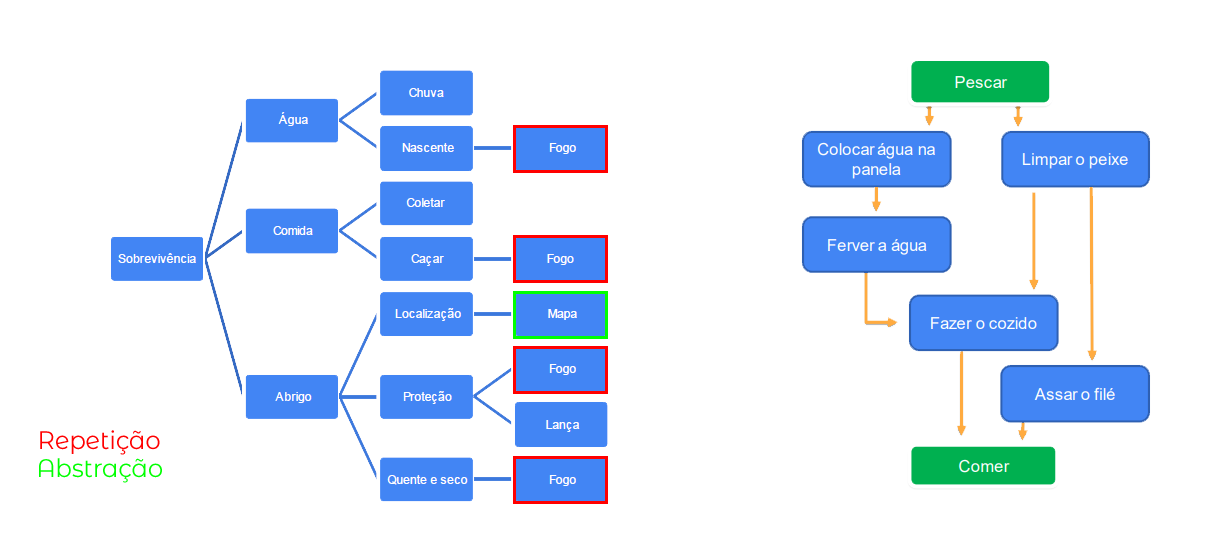 Sobrevivência
Água
Chuva
Nascente
Fogo
Comida
Coletar
Caçar
Fogo
Abrigo
Localização
Mapa
Proteção
Fogo
Lança
Quente e seco
Fogo
Repetição
Abstração
Pescar
Colocar água na
panela
Limpar o peixe
Ferver a água
Fazer o cozido
Assar o filé
Comer